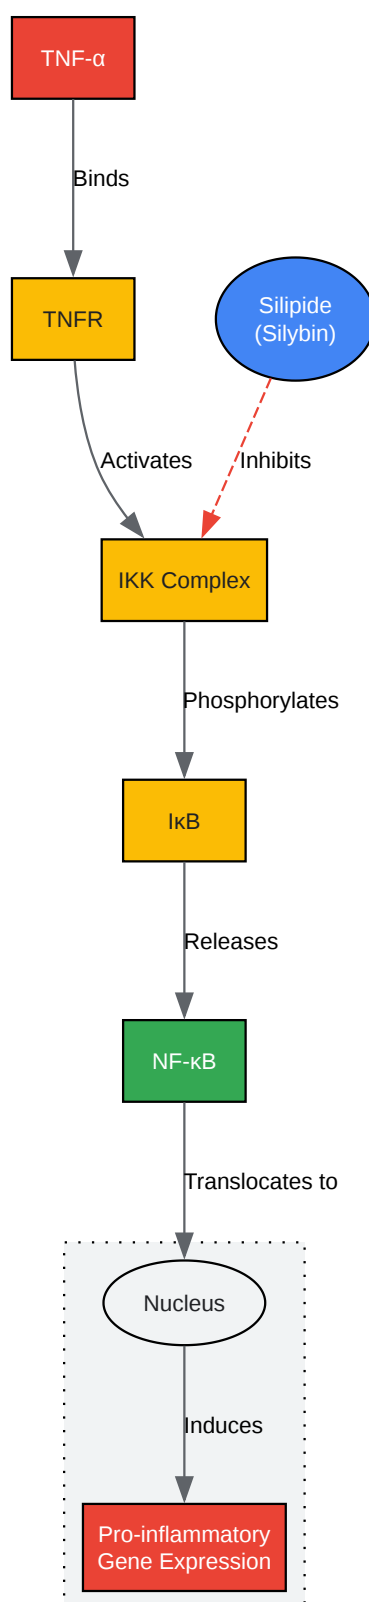 TNF-α
Binds
TNFR
Silipide
(Silybin)
Activates
Inhibits
IKK Complex
Phosphorylates
IκB
Releases
NF-κB
Translocates to
Nucleus
Induces
Pro-inflammatory
Gene Expression